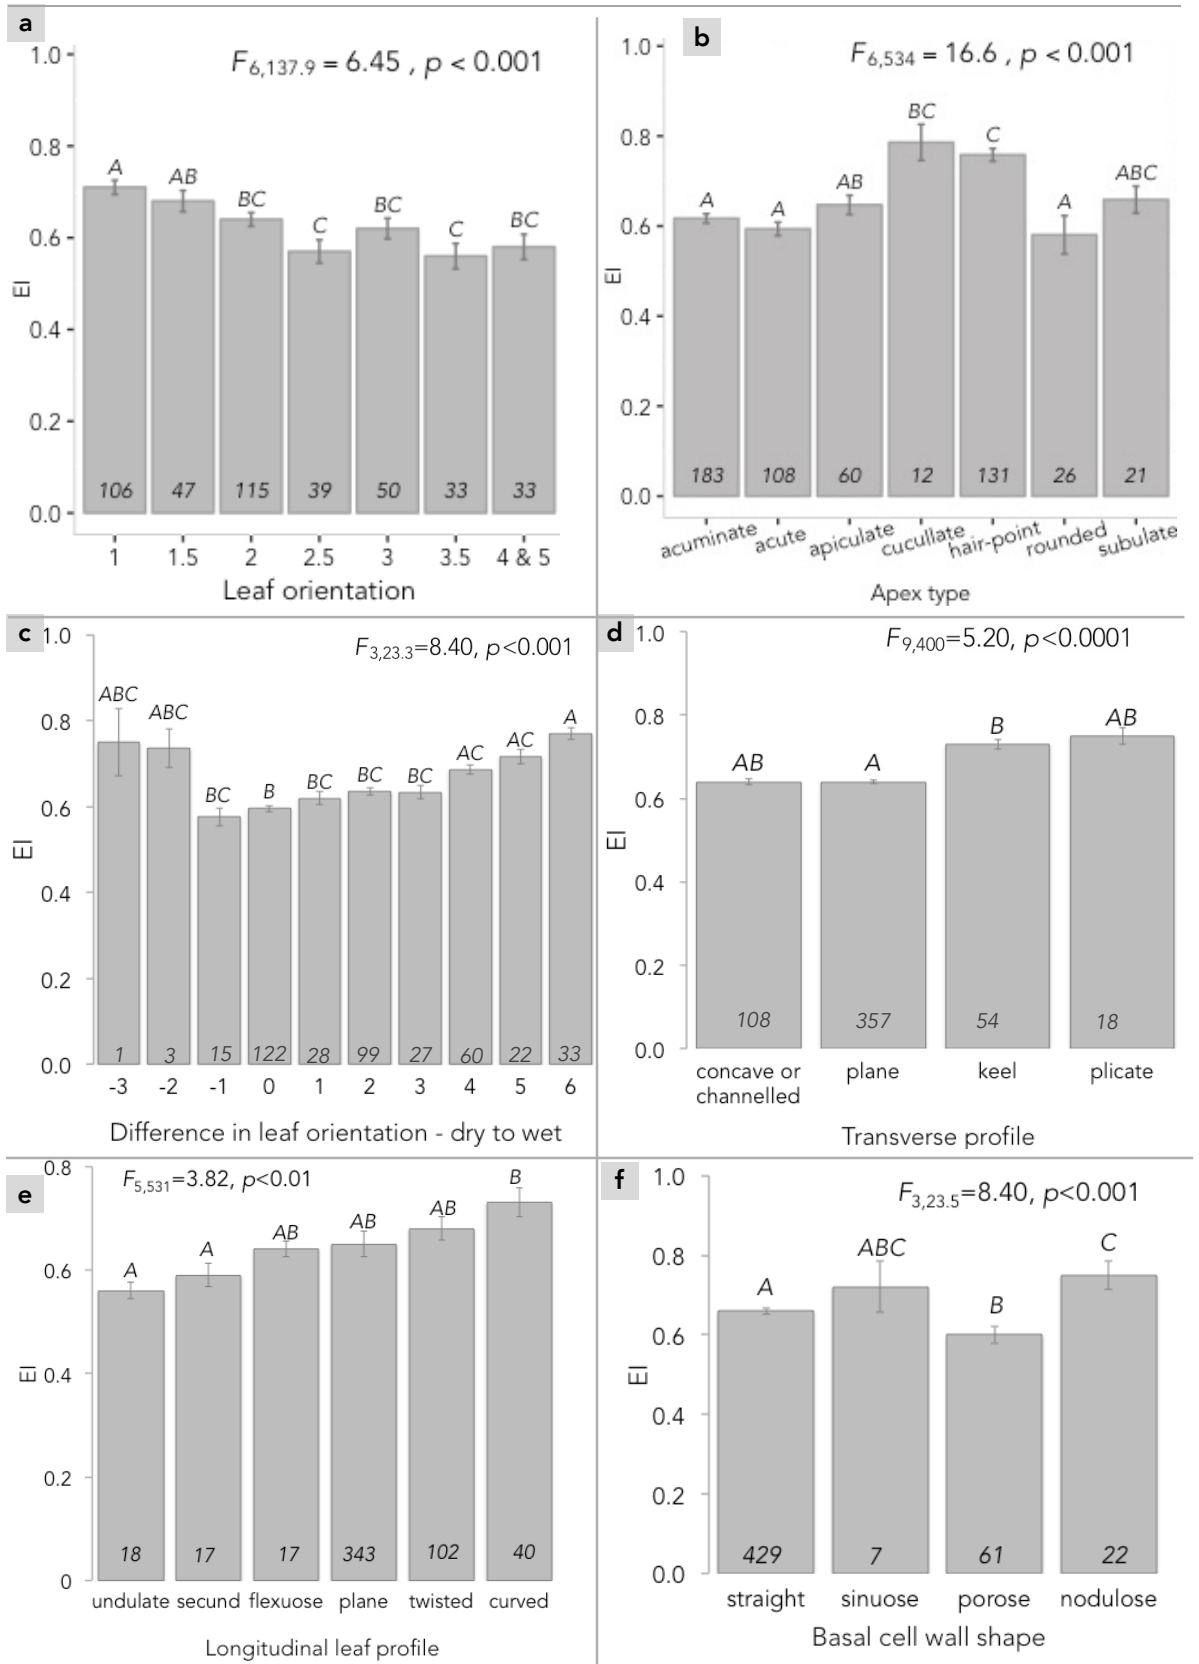 a
F6,137.9 = 6.45 , p < 0.001
1.0
0.8
0.6
0.4
0.2
0.0
EI
A AB BC C BC C BC
106 47 115 39 50 33 33
1 1.5 2 2.5 3 3.5 4 & 5
Leaf orientation
b
F6,534 = 16.6 , p < 0.001
1.0
0.8
0.6
0.4
0.2
0.0
EI
A A AB BC C A ABC
183 108 60 12 131 26 21
acuminate acute apiculate cucullate hair-point rounded subulate
Apex type
c
F3,23.3=8.40, p<0.001
1.0
0.8
0.6
0.4
0.2
0.0
EI
ABC ABC BC B BC BC BC AC AC A
1 3 15 122 28 99 27 60 22 33
-3 -2 -1 0 1 2 3 4 5 6
Difference in leaf orientation - dry to wet
d
F9,400=5.20, p<0.0001
1.0
0.8
0.6
0.4
0.2
0.0
EI
AB A B AB
108 357 54 18
concave or plane keel plicate
channelled
Transverse profile
e
F5,531=3.82, p<0.01
0.8
0.6
0.4
0.2
0
EI
A A AB AB AB B
18 17 17 343 102 40
undulate secund flexuose plane twisted curved
Longitudinal leaf profile
f
F3,23.5=8.40, p<0.001
1.0
0.8
0.6
0.4
0.2
0.0
EI
A ABC B C
429 7 61 22
straight sinuose porose nodulose
Basal cell wall shape